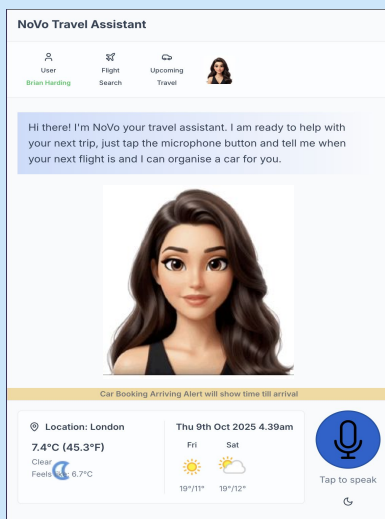 NoVo Travel Assistant
User
Brian Harding
Flight
Search
Upcoming
Travel
Hi there! I'm NoVo your travel assistant. I am ready to help with
your next trip, just tap the microphone button and tell me when
your next flight is and I can organise a car for you.
Car Booking Arriving Alert will show time till arrival
Location: London
7.4°C (45.3°F)
Clear
Feels like: 6.7°C
Thu 9th Oct 2025 4.39am
Fri Sat
19°/11° 19°/12°
Tap to speak